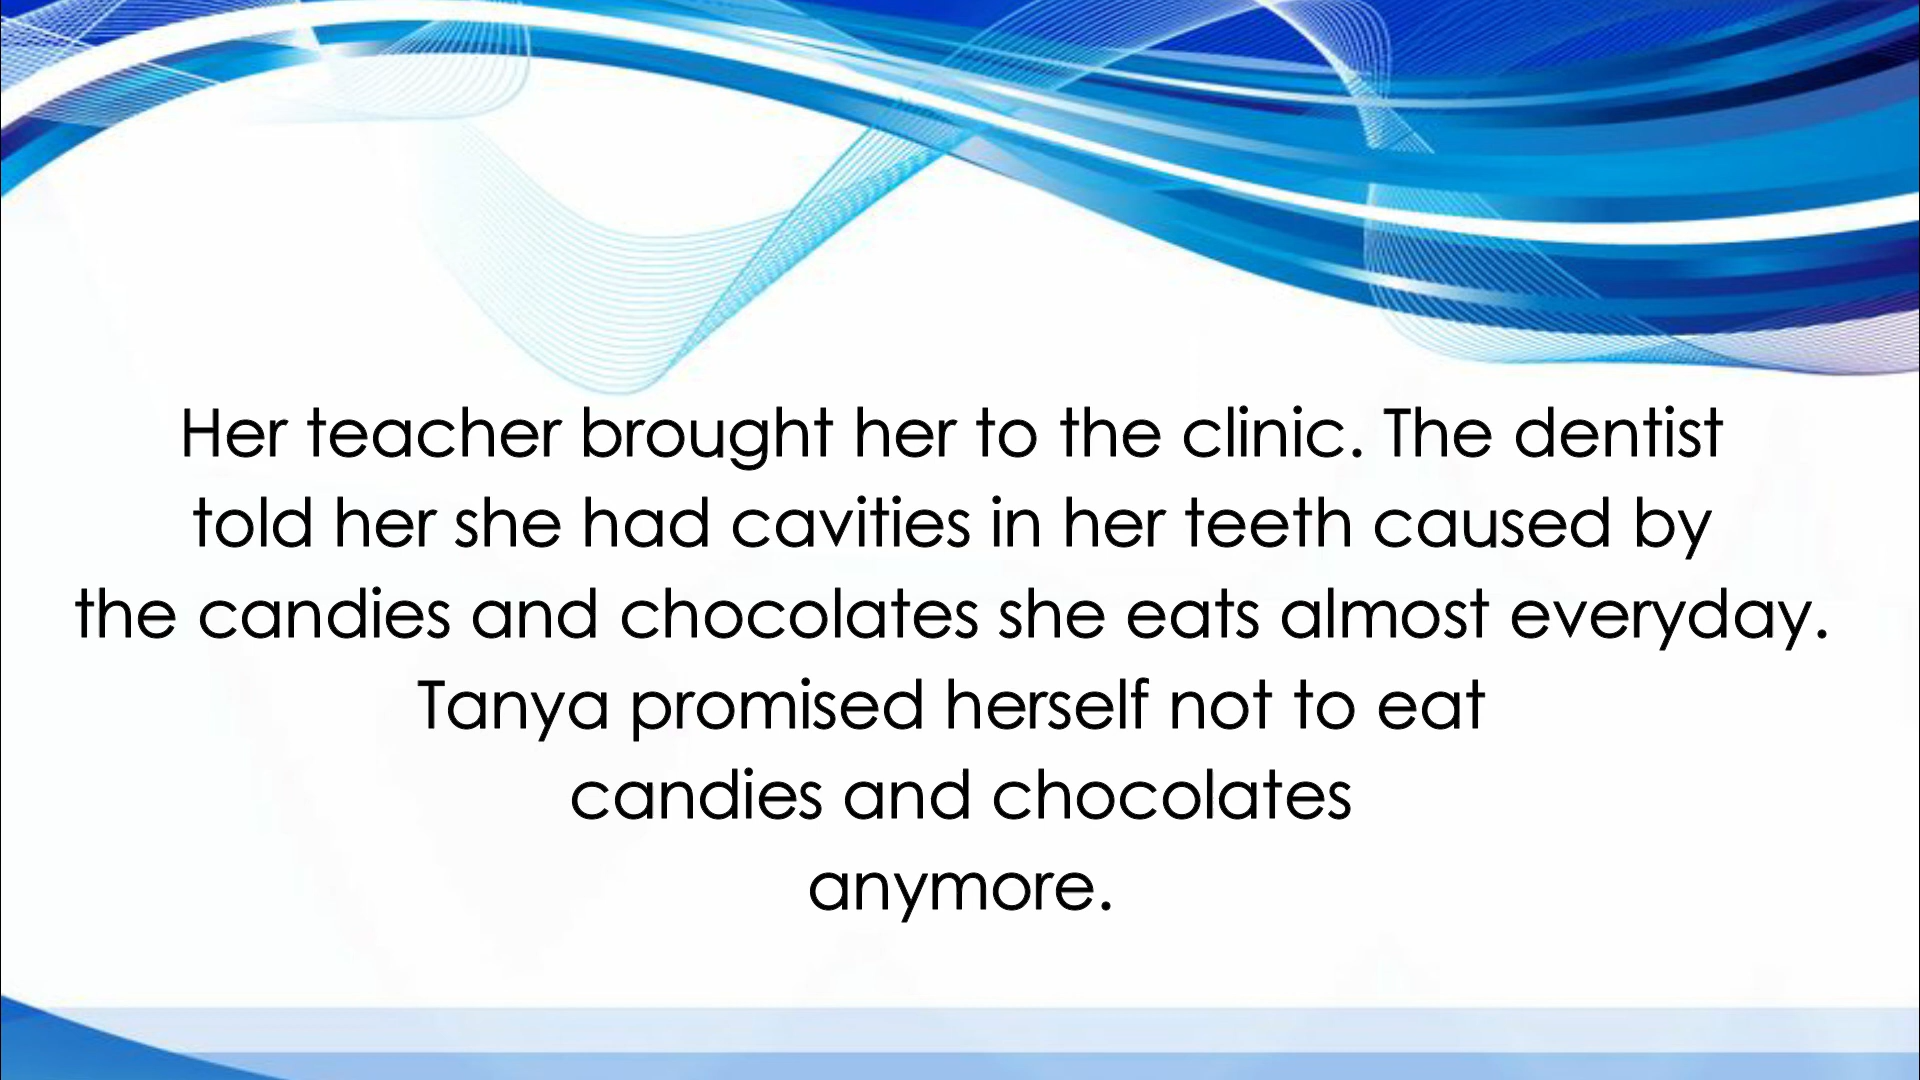 Her teacher brought her to the clinic. The dentist
told her she had cavities in her teeth caused by
the candies and chocolates she eats almost everyday.
Tanya promised herself not to eat
candies and chocolates
anymore.